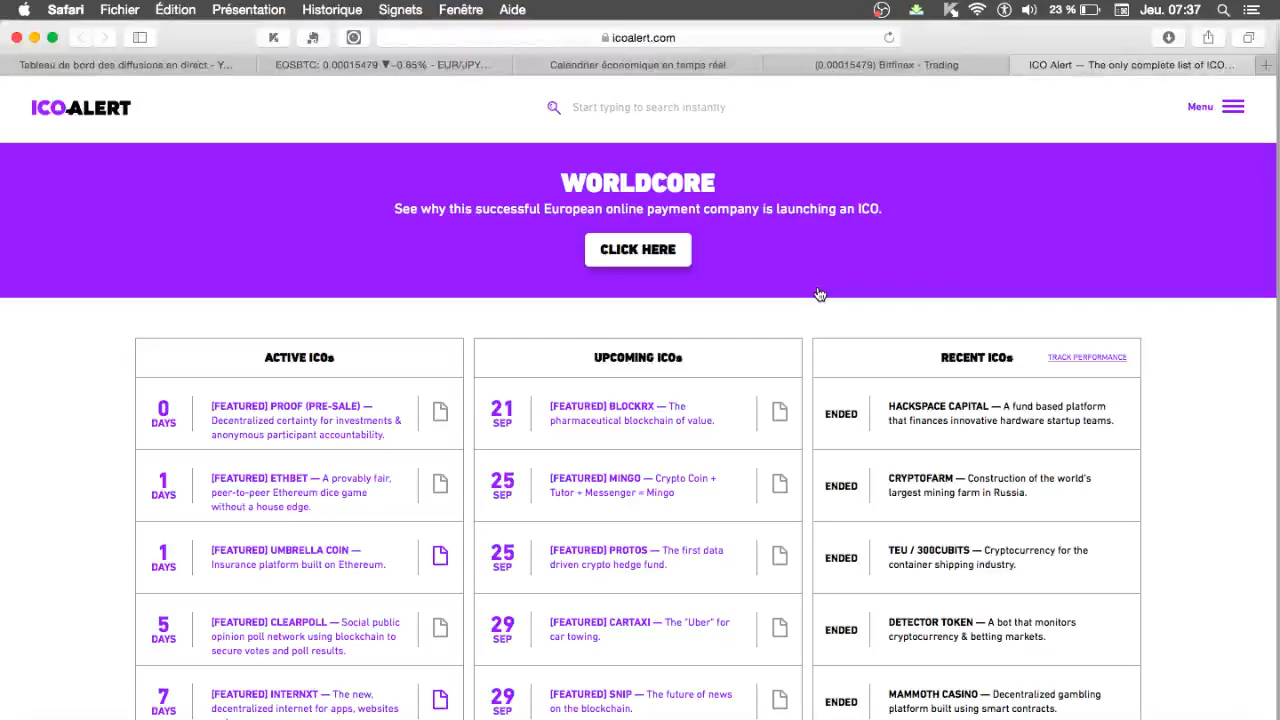 Safari Fichier Édition Présentation Historique Signets Fenêtre Aide
23 % Jeu. 07:37
icoalert.com
Tableau de bord des diffusions en direct - Y...
EOSBTC: 0.00015479 ▼−0.85% - EUR/JPY...
Calendrier économique en temps réel
(0.00015479) Bitfinex - Trading
ICO Alert — The only complete list of ICO...
ICO ALERT
Start typing to search instantly
Menu
WORLDCORE
See why this successful European online payment company is launching an ICO.
CLICK HERE
ACTIVE ICOs
0
DAYS
[FEATURED] PROOF (PRE-SALE) —
Decentralized certainty for investments &
anonymous participant accountability.
1
DAYS
[FEATURED] ETHBET — A provably fair,
peer-to-peer Ethereum dice game
without a house edge.
1
DAYS
[FEATURED] UMBRELLA COIN —
Insurance platform built on Ethereum.
5
DAYS
[FEATURED] CLEARPOLL — Social public
opinion poll network using blockchain to
secure votes and poll results.
7
DAYS
[FEATURED] INTERNXT — The new,
decentralized internet for apps, websites
UPCOMING ICOs
21
SEP
[FEATURED] BLOCKRX — The
pharmaceutical blockchain of value.
25
SEP
[FEATURED] MINGO — Crypto Coin +
Tutor + Messenger = Mingo
25
SEP
[FEATURED] PROTOS — The first data
driven crypto hedge fund.
29
SEP
[FEATURED] CARTAXI — The "Uber" for
car towing.
29
SEP
[FEATURED] SNIP — The future of news
on the blockchain.
RECENT ICOs
TRACK PERFORMANCE
ENDED
HACKSPACE CAPITAL — A fund based platform
that finances innovative hardware startup teams.
ENDED
CRYPTOFARM — Construction of the world's
largest mining farm in Russia.
ENDED
TEU / 300CUBITS — Cryptocurrency for the
container shipping industry.
ENDED
DETECTOR TOKEN — A bot that monitors
cryptocurrency & betting markets.
ENDED
MAMMOTH CASINO — Decentralized gambling
platform built using smart contracts.